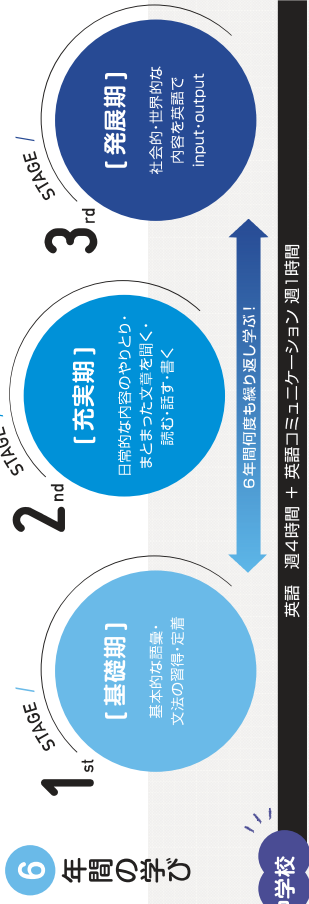 6年間の学び
1st STAGE
[基礎期]
基本的な語彙・
文法の習得・定着
2nd STAGE
[充実期]
日常的な内容のやりとり・
まとまった文章を聞く・
読む・話す・書く
3rd STAGE
[発展期]
社会的・世界的な
内容を英語で
input・output
6年間何度も繰り返し学ぶ!
英語 週4時間 + 英語コミュニケーション 週1時間
学校